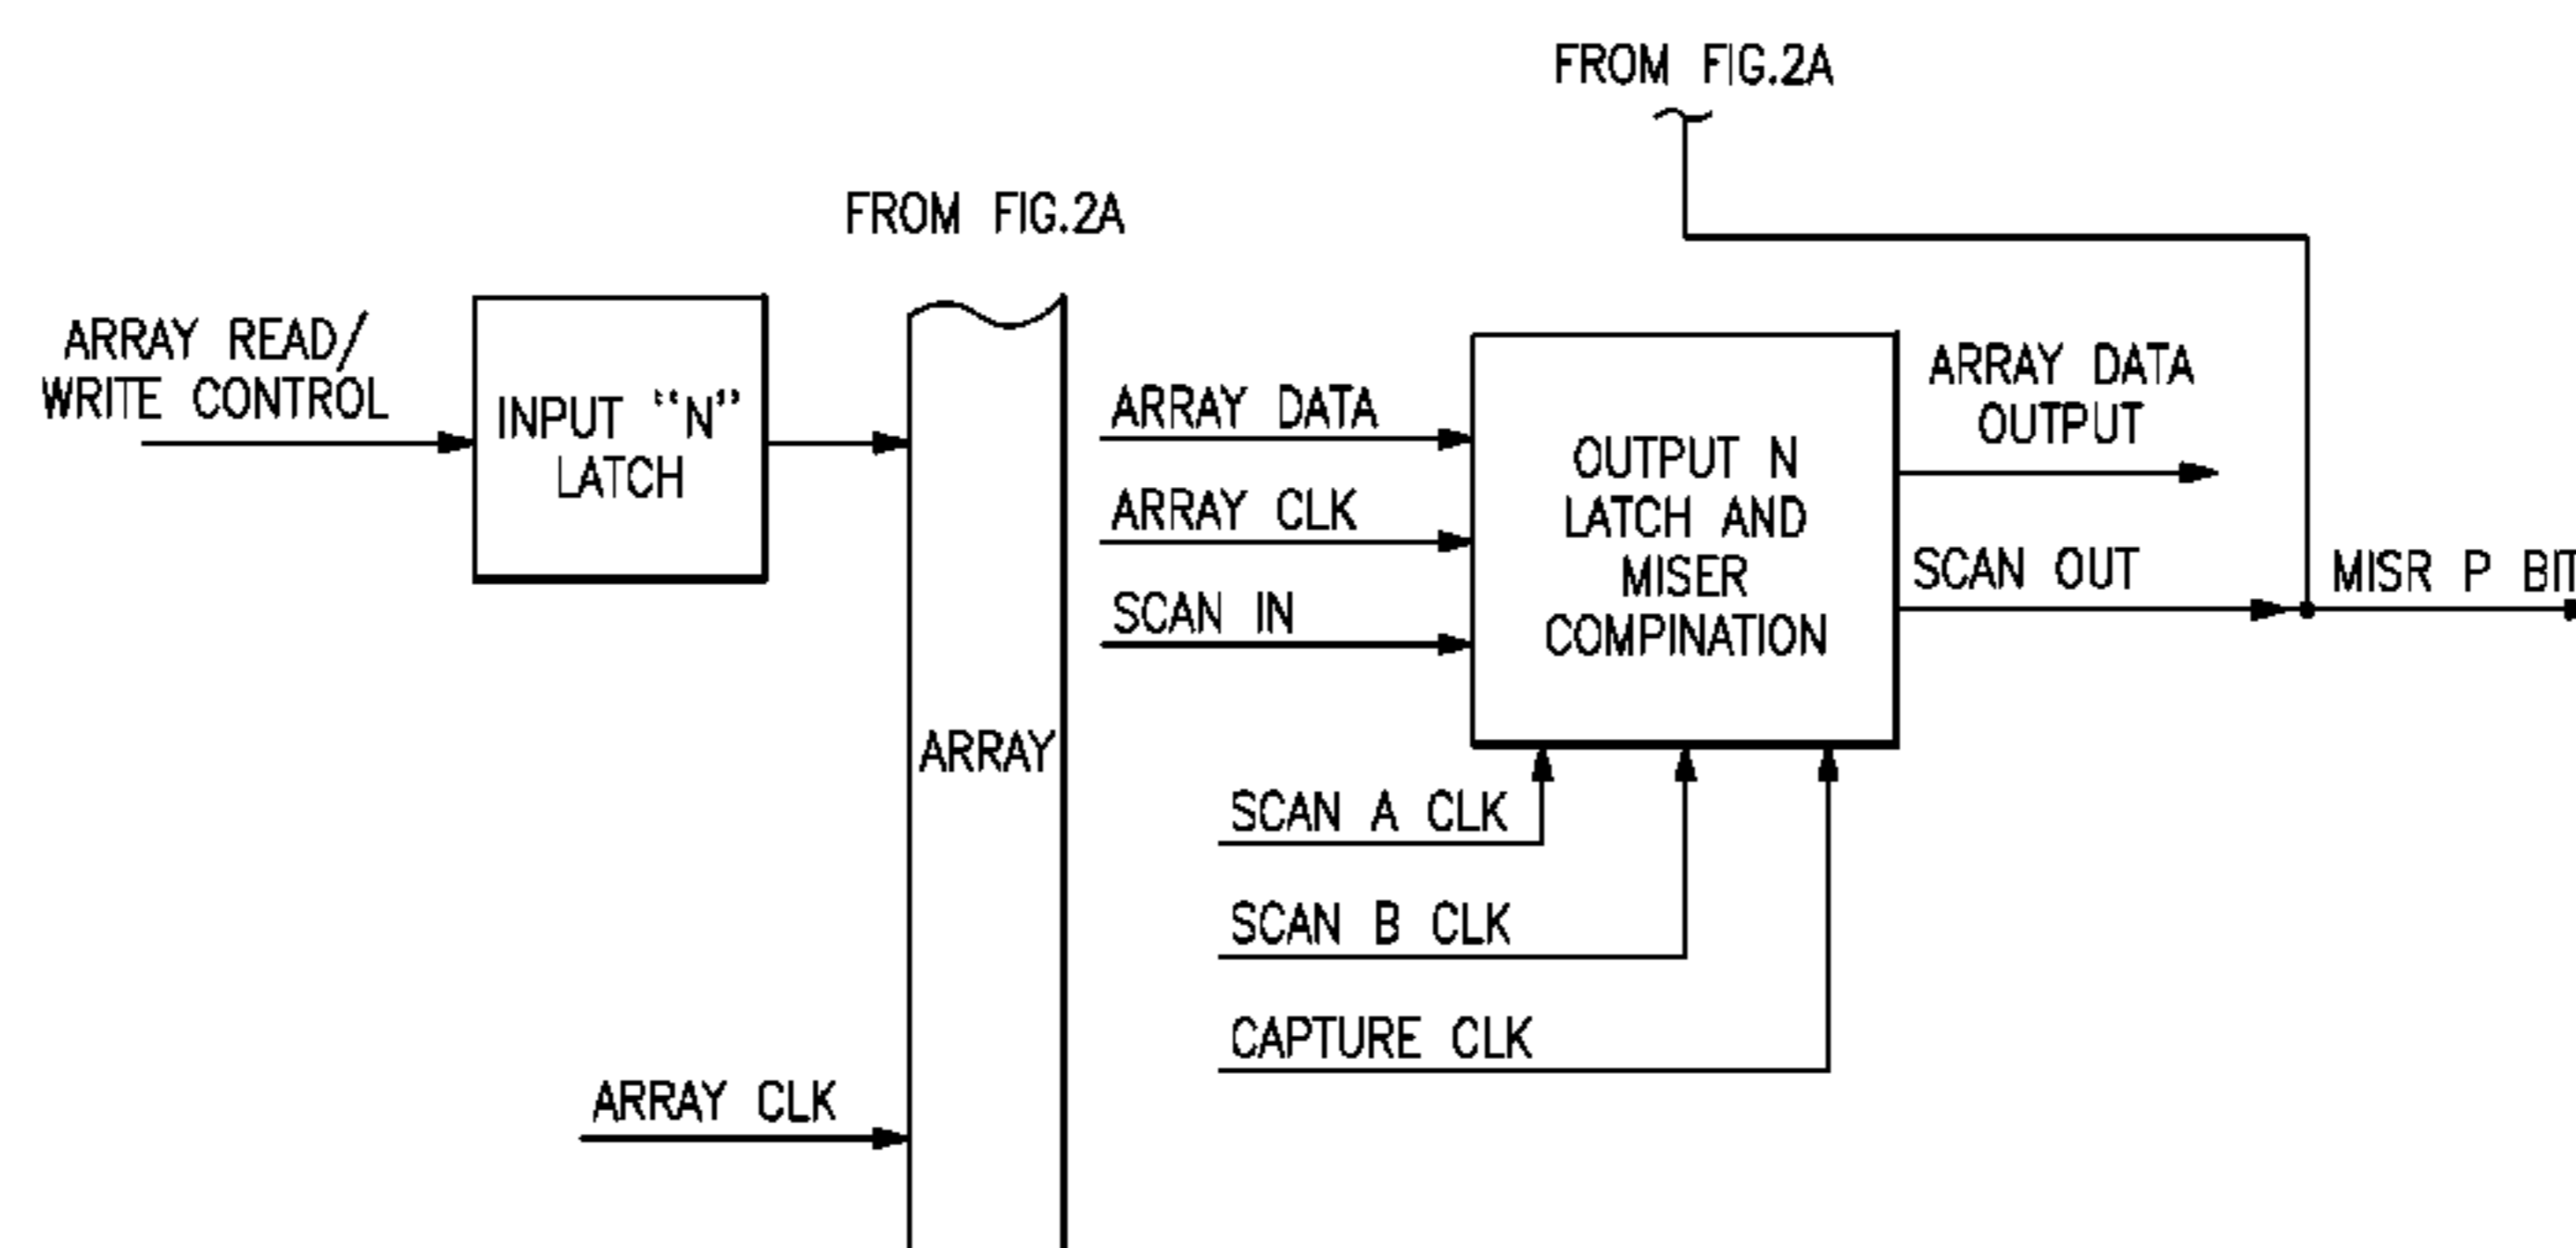 FROM FIG.2A
FROM FIG.2A
ARRAY READ/
WRITE CONTROL
INPUT “N”
LATCH
ARRAY
ARRAY CLK
ARRAY DATA
ARRAY CLK
SCAN IN
OUTPUT N
LATCH AND
MISER
COMPINATION
ARRAY DATA
OUTPUT
SCAN OUT
MISR P BIT
SCAN A CLK
SCAN B CLK
CAPTURE CLK